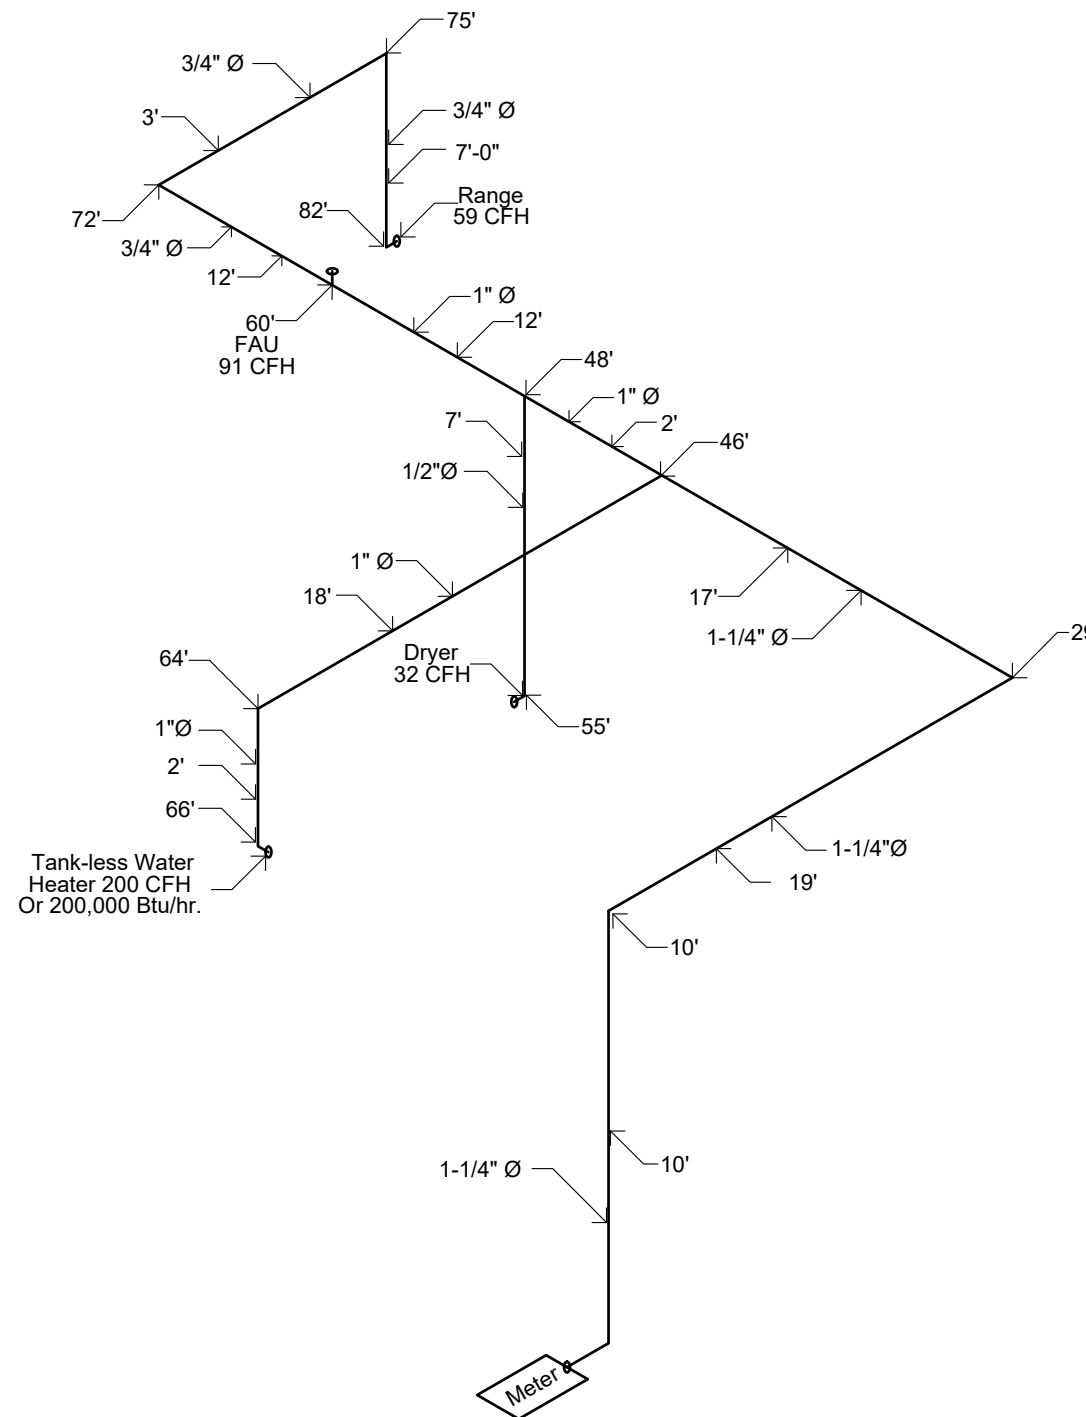 75'
3/4" Ø
3'
3/4" Ø
7'-0"
72'
82'
Range
59 CFH
3/4" Ø
12'
60'
FAU
91 CFH
1" Ø
12'
48'
1" Ø
2'
46'
7'
1/2"Ø
1" Ø
18'
17'
1-1/4" Ø
29
64'
Dryer
32 CFH
55'
1"Ø
2'
66'
Tank-less Water
Heater 200 CFH
Or 200,000 Btu/hr.
1-1/4"Ø
19'
10'
1-1/4" Ø
10'
Meter